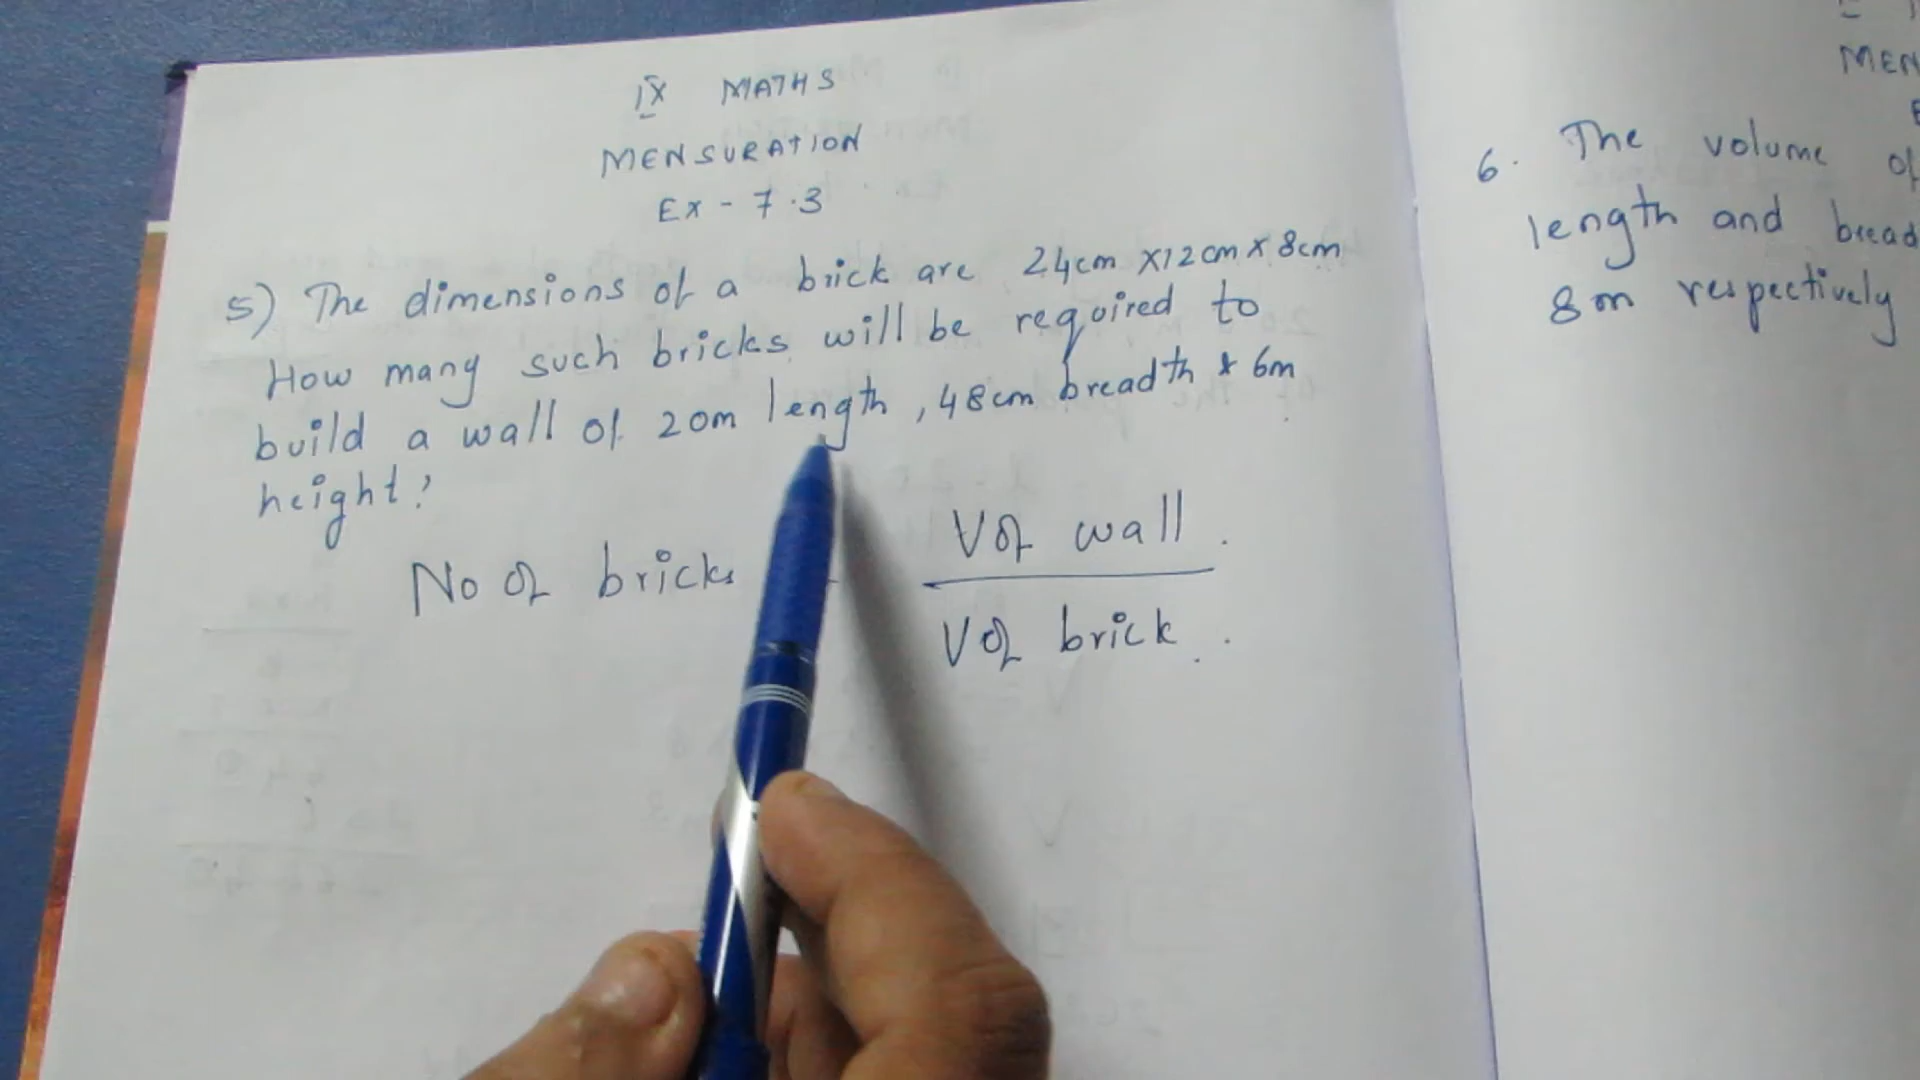 IX MATHS
MENSURATION
Ex - 7.3
5) The dimensions of a brick are 24cm x12cm x 8cm
How many such bricks will be required to
build a wall of 20m length, 48cm breadth & 6m
height?
No of bricks
V of wall.
V of brick.
MEN
6. The volume of
length and bread
8m respectively